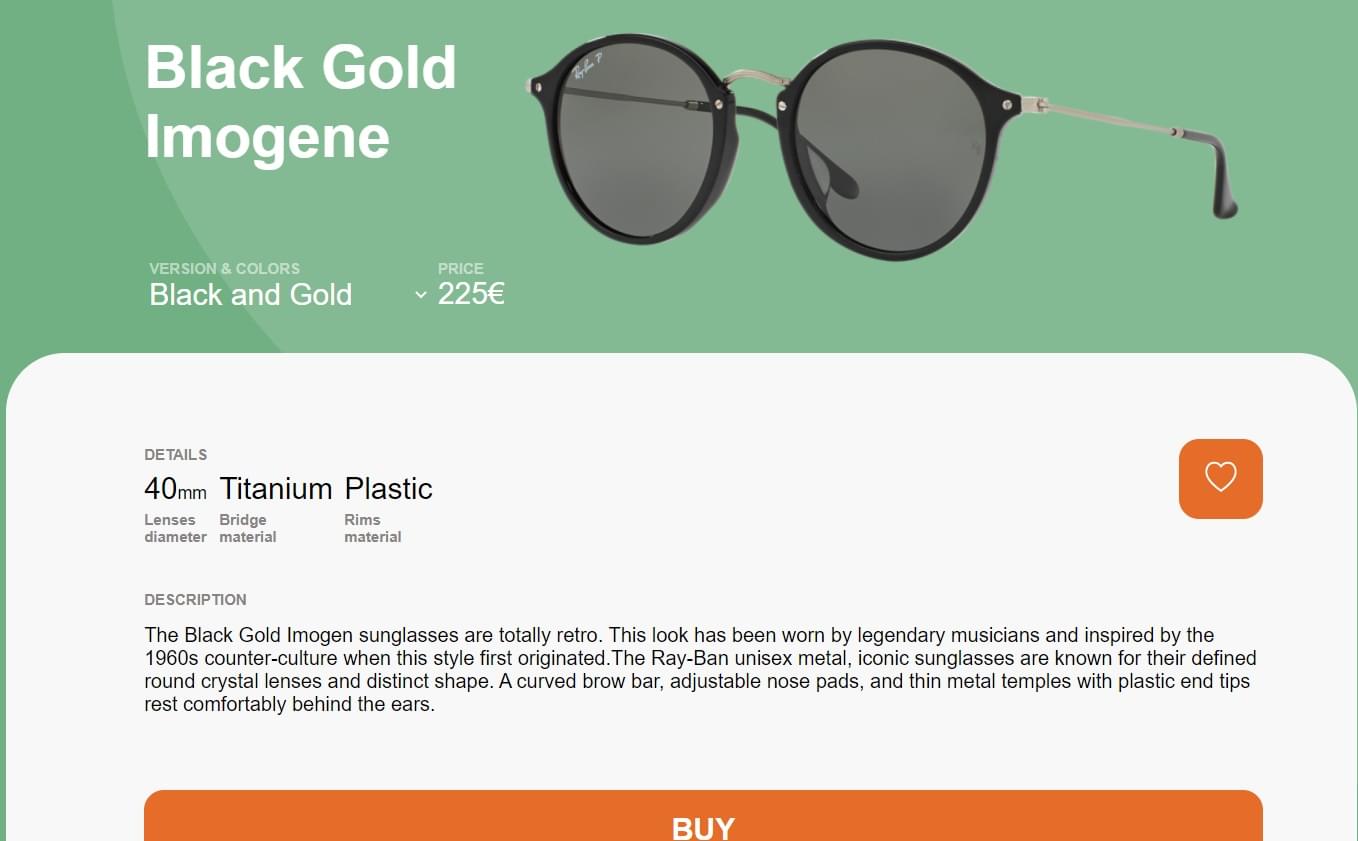 Black Gold
Imogene
Ray-Ban P
VERSION & COLORS
PRICE
Black and Gold
225€
DETAILS
40mm Titanium Plastic
Lenses Bridge Rims
diameter material material
DESCRIPTION
The Black Gold Imogen sunglasses are totally retro. This look has been worn by legendary musicians and inspired by the
1960s counter-culture when this style first originated.The Ray-Ban unisex metal, iconic sunglasses are known for their defined
round crystal lenses and distinct shape. A curved brow bar, adjustable nose pads, and thin metal temples with plastic end tips
rest comfortably behind the ears.
BUY